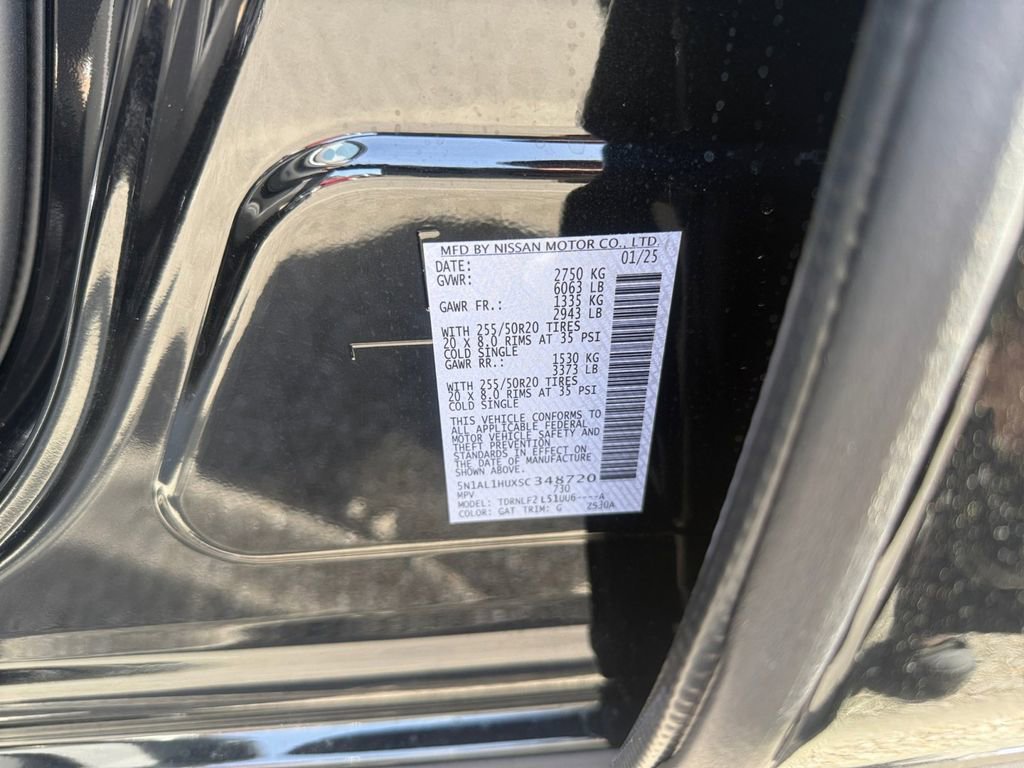 MFD BY NISSAN MOTOR CO., LTD.
DATE: 01/25
GVWR: 2750 KG
6063 LB
GAWR FR.: 1335 KG
2943 LB
WITH 255/50R20 TIRES
20 X 8.0 RIMS AT 35 PSI
COLD SINGLE
GAWR RR.: 1530 KG
3373 LB
WITH 255/50R20 TIRES
20 X 8.0 RIMS AT 35 PSI
COLD SINGLE
THIS VEHICLE CONFORMS TO
ALL APPLICABLE FEDERAL
MOTOR VEHICLE SAFETY AND
THEFT PREVENTION
STANDARDS IN EFFECT ON
THE DATE OF MANUFACTURE
SHOWN ABOVE.
5N1AL1HUXSC348720
MPV 730
MODEL: TDRNLF2 L51UU6----A
COLOR: GAT TRIM: G 2530A